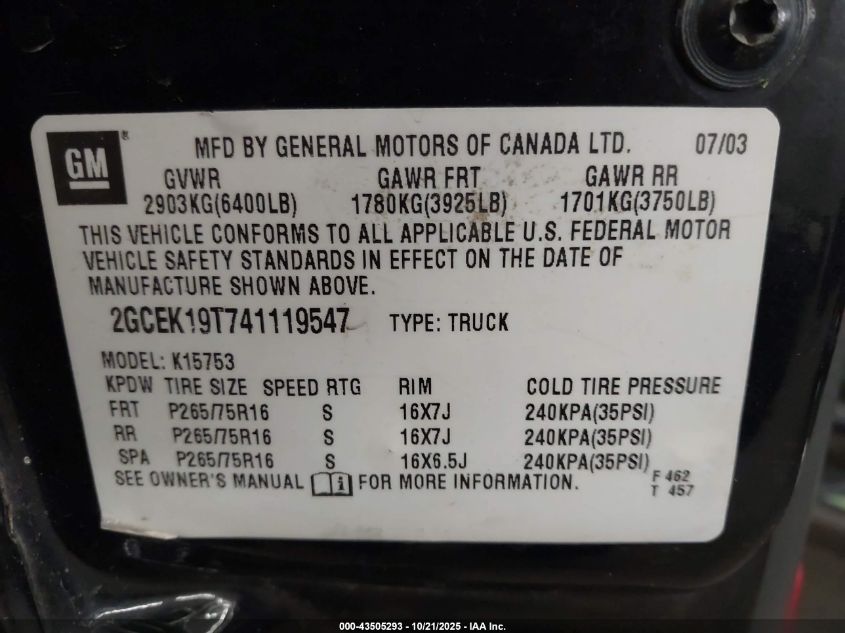 GM ®
MFD BY GENERAL MOTORS OF CANADA LTD. 07/03
GVWR GAWR FRT GAWR RR
2903KG(6400LB) 1780KG(3925LB) 1701KG(3750LB)
THIS VEHICLE CONFORMS TO ALL APPLICABLE U.S. FEDERAL MOTOR
VEHICLE SAFETY STANDARDS IN EFFECT ON THE DATE OF
MANUFACTURE SHOWN ABOVE.
2GCEK19T741119547 TYPE: TRUCK
MODEL: K15753
KPDW TIRE SIZE SPEED RTG RIM COLD TIRE PRESSURE
FRT P265/75R16 S 16X7J 240KPA(35PSI)
RR P265/75R16 S 16X7J 240KPA(35PSI)
SPA P265/75R16 S 16X6.5J 240KPA(35PSI)
SEE OWNER'S MANUAL i FOR MORE INFORMATION.
F 462
T 457
000-43505293 - 10/21/2025 - IAA Inc.